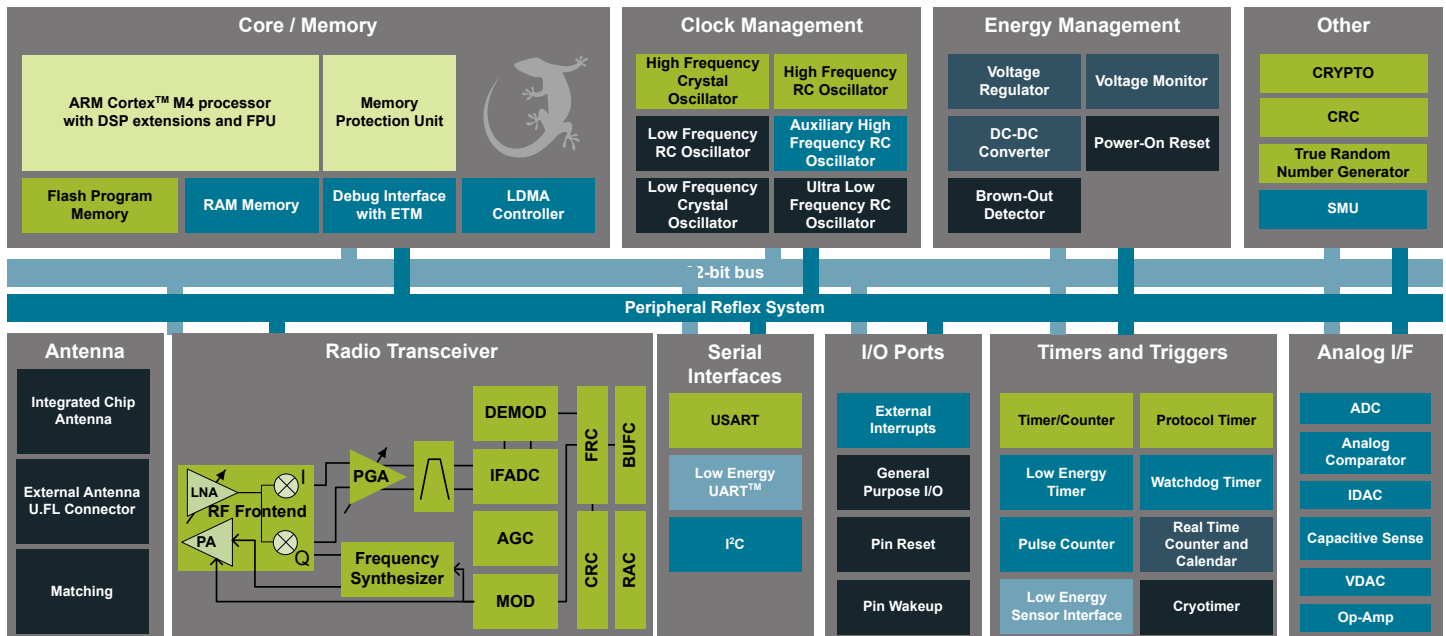 Core / Memory
ARM Cortex™ M4 processor
with DSP extensions and FPU
Memory
Protection Unit
Flash Program
Memory
RAM Memory
Debug Interface
with ETM
LDMA
Controller
Clock Management
High Frequency
Crystal
Oscillator
High Frequency
RC Oscillator
Low Frequency
RC Oscillator
Auxiliary High
Frequency RC
Oscillator
Low Frequency
Crystal
Oscillator
Ultra Low
Frequency RC
Oscillator
Energy Management
Voltage
Regulator
Voltage Monitor
DC-DC
Converter
Power-On Reset
Brown-Out
Detector
Other
CRYPTO
CRC
True Random
Number Generator
SMU
2-bit bus
Peripheral Reflex System
Antenna
Integrated Chip
Antenna
External Antenna
U.FL Connector
Matching
Radio Transceiver
LNA
I
RF Frontend
PA
Q
PGA
Frequency
Synthesizer
DEMOD
IFADC
AGC
MOD
FRC
BUFC
CRC
RAC
Serial
Interfaces
USART
Low Energy
UART™
I²C
I/O Ports
External
Interrupts
General
Purpose I/O
Pin Reset
Pin Wakeup
Timers and Triggers
Timer/Counter
Protocol Timer
Low Energy
Timer
Watchdog Timer
Pulse Counter
Real Time
Counter and
Calendar
Low Energy
Sensor Interface
Cryotimer
Analog I/F
ADC
Analog
Comparator
IDAC
Capacitive Sense
VDAC
Op-Amp